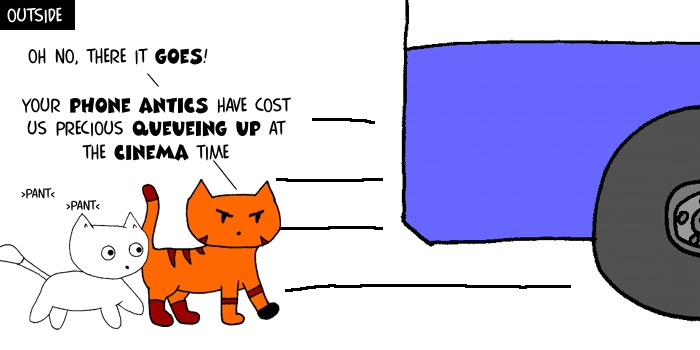 OUTSIDE
OH NO, THERE IT GOES!
YOUR PHONE ANTICS HAVE COST
US PRECIOUS QUEUEING UP AT
THE CINEMA TIME
>PANT<
>PANT<